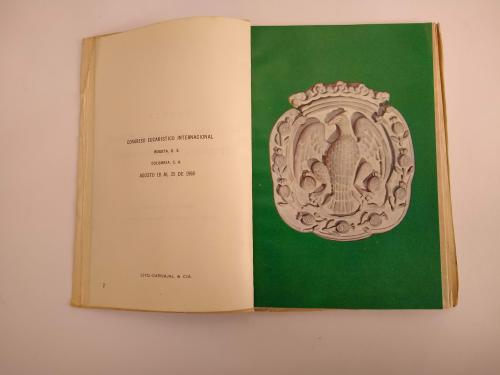 CONGRESO EUCARISTICO INTERNACIONAL
BOGOTA, D. E.
COLOMBIA, S. A.
AGOSTO 18 AL 25 DE 1968
LITO-CARVAJAL & CIA.
2